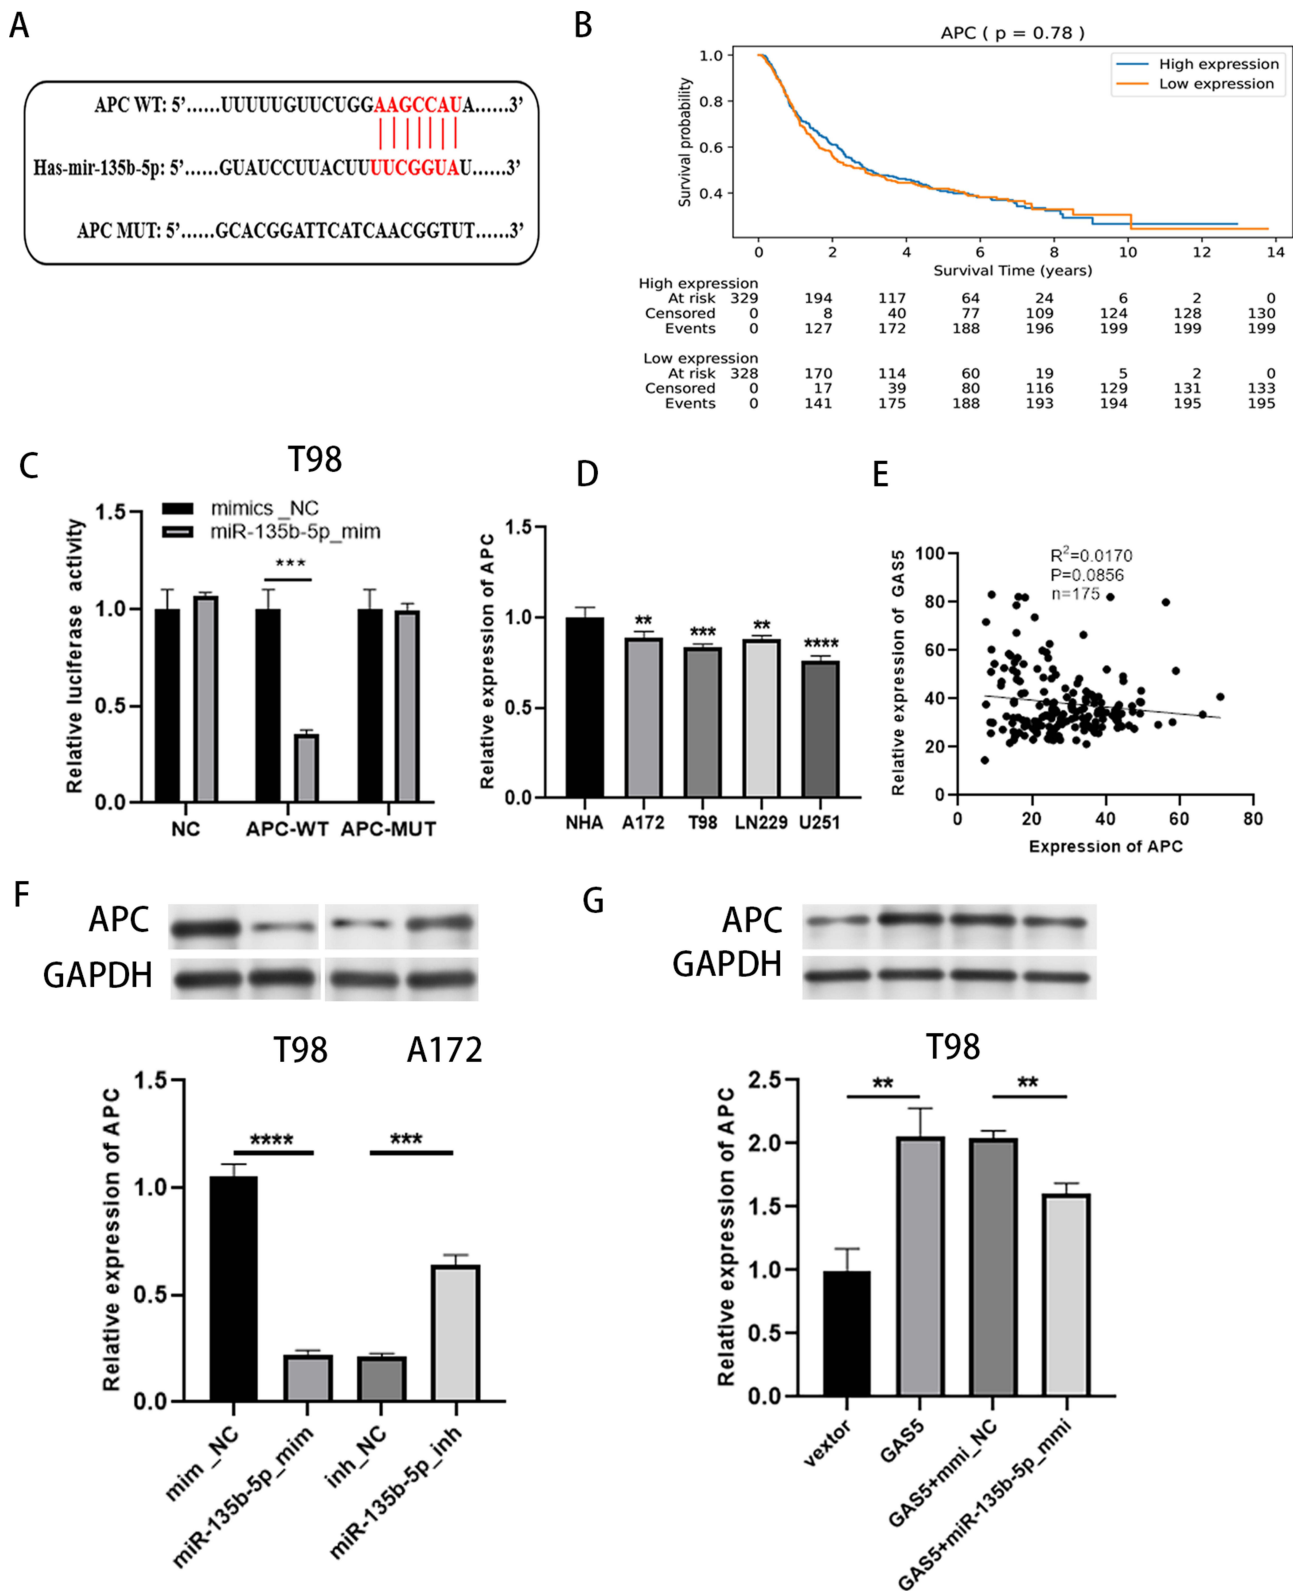 A
APC WT: 5’……UUUUUGUUCUGGAAGCCAUA……3’
Has-mir-135b-5p: 5’……GUAUCCUUACUUUUCGGUAU……3’
APC MUT: 5’……GCACGGATTCATCAACGGTUT……3’
B
APC ( p = 0.78 )
High expression
Low expression
Survival probability
1.0
0.8
0.6
0.4
0 2 4 6 8 10 12 14
Survival Time (years)
High expression
At risk 329 194 117 64 24 6 2 0
Censored 0 8 40 77 109 124 128 130
Events 0 127 172 188 196 199 199 199
Low expression
At risk 328 170 114 60 19 5 2 0
Censored 0 17 39 80 116 129 131 133
Events 0 141 175 188 193 194 195 195
C
T98
mimics_NC
miR-135b-5p_mim
Relative luciferase activity
1.5
1.0
0.5
0.0
***
NC APC-WT APC-MUT
D
Relative expression of APC
1.5
1.0
0.5
0.0
** *** ** ****
NHA A172 T98 LN229 U251
E
Relative expression of GAS5
R2=0.0170
P=0.0856
n=175
100
80
60
40
20
0
0 20 40 60 80
Expression of APC
F
APC
GAPDH
T98 A172
Relative expression of APC
1.5
1.0
0.5
0.0
**** ***
mim_NC
miR-135b-5p_mim
inh_NC
miR-135b-5p_inh
G
APC
GAPDH
T98
Relative expression of APC
2.5
2.0
1.5
1.0
0.5
0.0
** **
vextor
GAS5
GAS5+mmi_NC
GAS5+miR-135b-5p_mmi